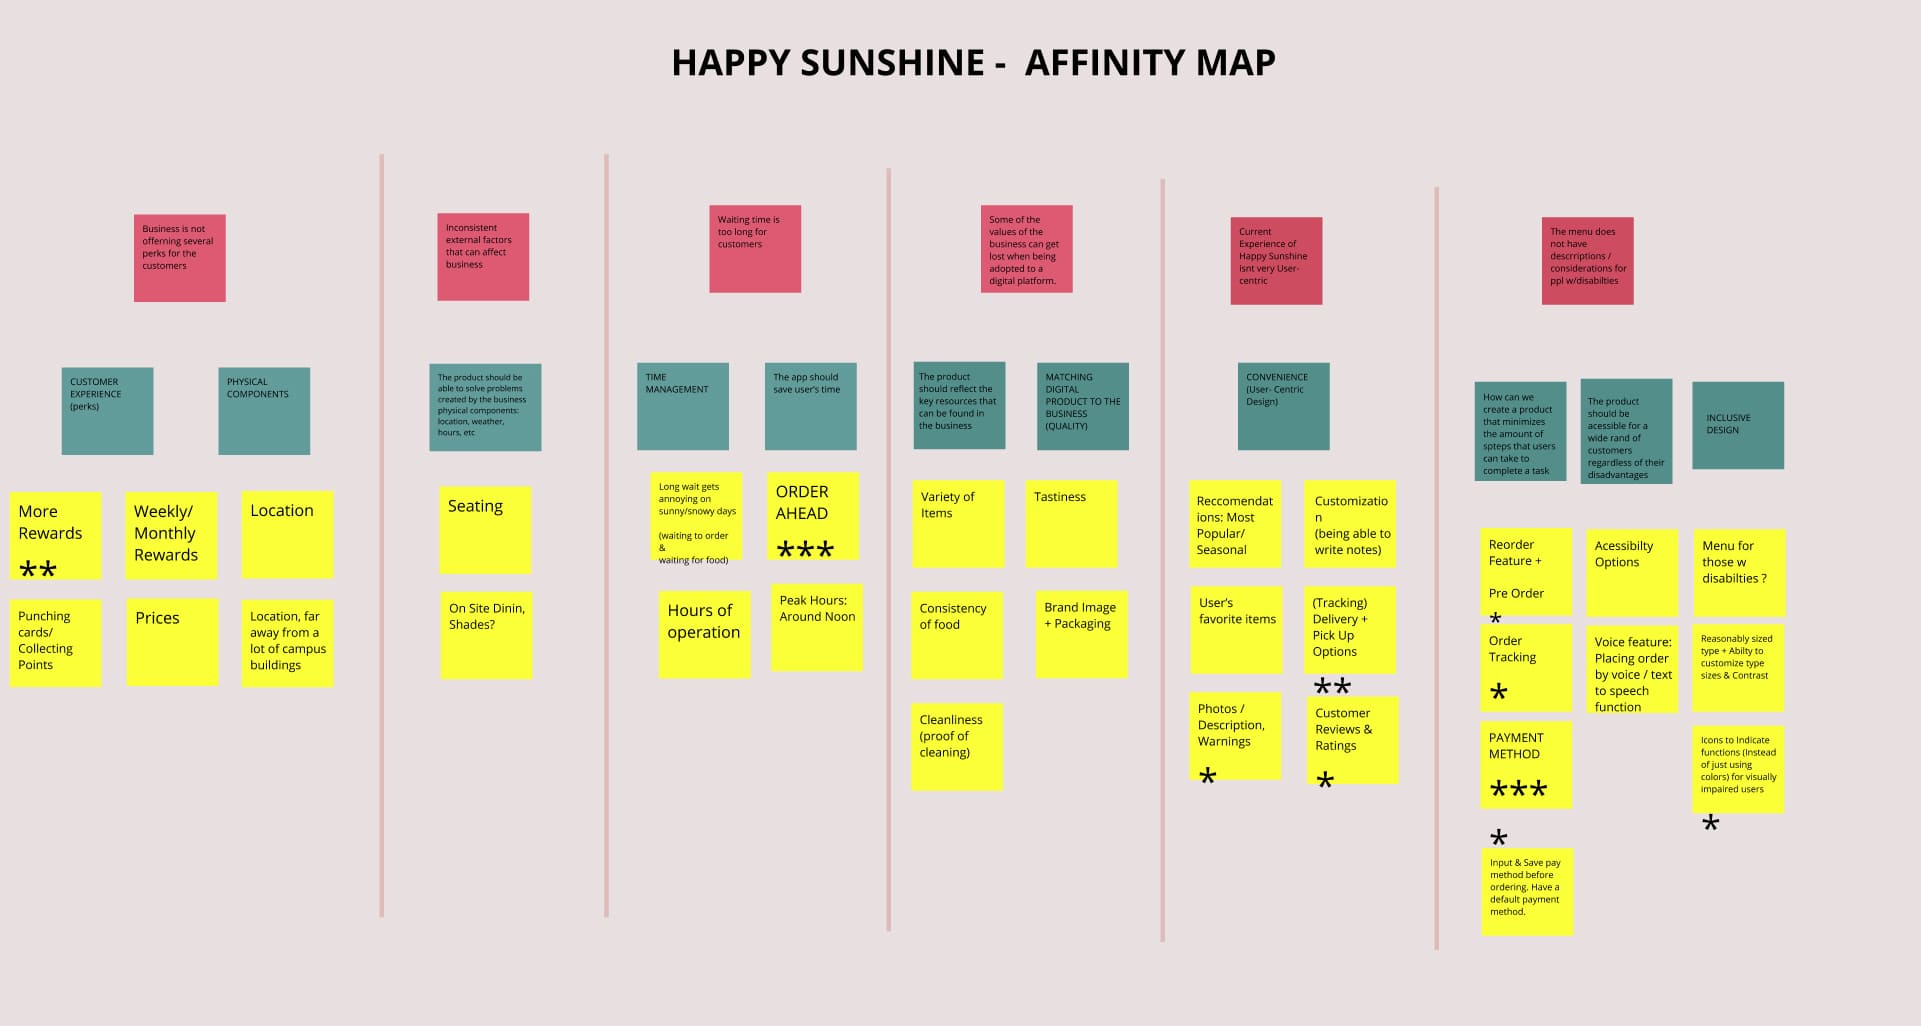 HAPPY SUNSHINE -  AFFINITY MAP
Business is not
offerning several
perks for the
customers
CUSTOMER
EXPERIENCE
(perks)
PHYSICAL
COMPONENTS
More
Rewards
**
Weekly/
Monthly
Rewards
Location
Punching
cards/
Collecting
Points
Prices
Location, far
away from a
lot of campus
buildings
Inconsistent
external factors
that can affect
business
The product should be
able to solve problems
created by the business
physical components:
location, weather,
hours, etc
Seating
On Site Dinin,
Shades?
Waiting time is
too long for
customers
TIME
MANAGEMENT
The app should
save user's time
Long wait gets
annoying on
sunny/snowy days
(waiting to order
&
waiting for food)
ORDER
AHEAD
***
Hours of
operation
Peak Hours:
Around Noon
Some of the
values of the
business can get
lost when being
adopted to a
digital platform.
The product
should reflect the
key resources that
can be found in
the business
MATCHING
DIGITAL
PRODUCT TO THE
BUSINESS
(QUALITY)
Variety of
Items
Tastiness
Consistency
of food
Brand Image
+ Packaging
Cleanliness
(proof of
cleaning)
Current
Experience of
Happy Sunshine
Isnt very User-
centric
CONVENIENCE
(User- Centric
Design)
Reccomendat
ions: Most
Popular/
Seasonal
Customizatio
n
(being able to
write notes)
User's
favorite items
(Tracking)
Delivery +
Pick Up
Options
**
Photos /
Description,
Warnings
*
Customer
Reviews &
Ratings
*
The menu does
not have
descrriptions /
considerations for
ppl w/disabilties
How can we
create a product
that minimizes
the amount of
spteps that users
can take to
complete a task
The product
should be
acessible for a
wide rand of
customers
regardless of their
disadvantages
INCLUSIVE
DESIGN
Reorder
Feature +
Pre Order
*
Acessibilty
Options
Menu for
those w
disabilties ?
Order
Tracking
*
Voice feature:
Placing order
by voice / text
to speech
function
Reasonably sized
type + Abilty to
customize type
sizes & Contrast
PAYMENT
METHOD
***
*
Icons to Indicate
functions (Instead
of just using
colors) for visually
impaired users
*
Input & Save pay
method before
ordering. Have a
default payment
method.